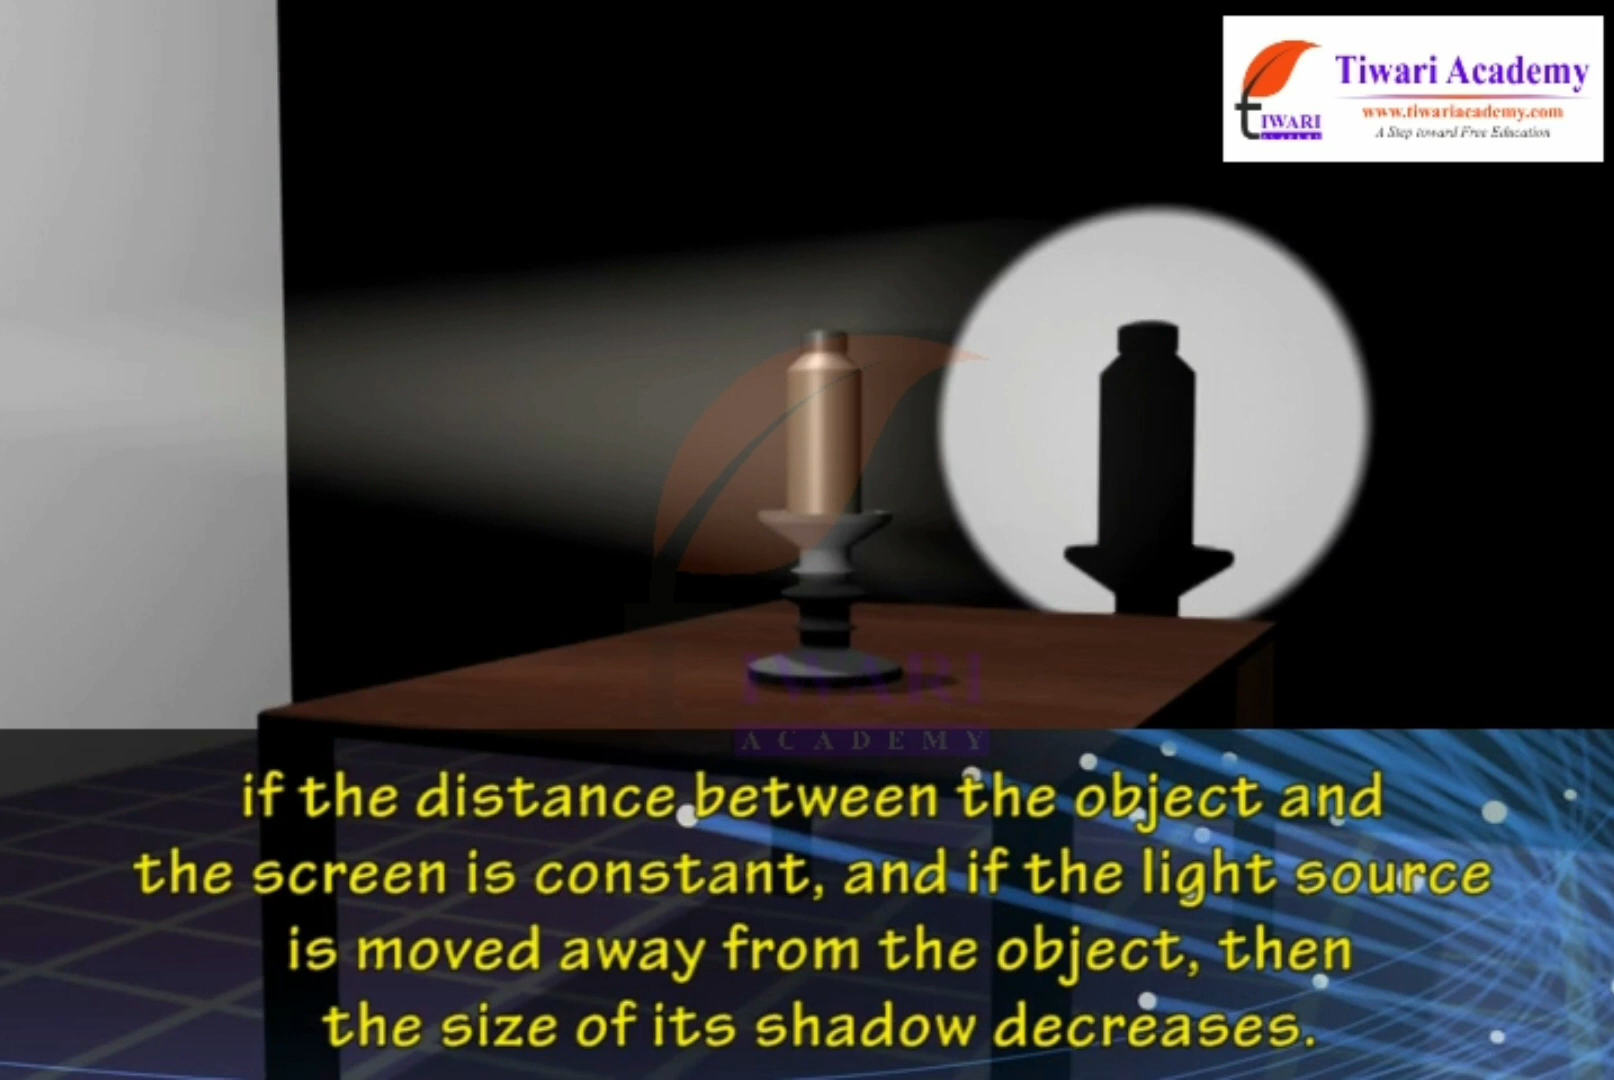 Tiwari Academy
www.tiwariacademy.com
A Step toward Free Education
tIWARI
ACADEMY
IWARI
ACADEMY
if the distance between the object and
the screen is constant, and if the light source
is moved away from the object, then
the size of its shadow decreases.